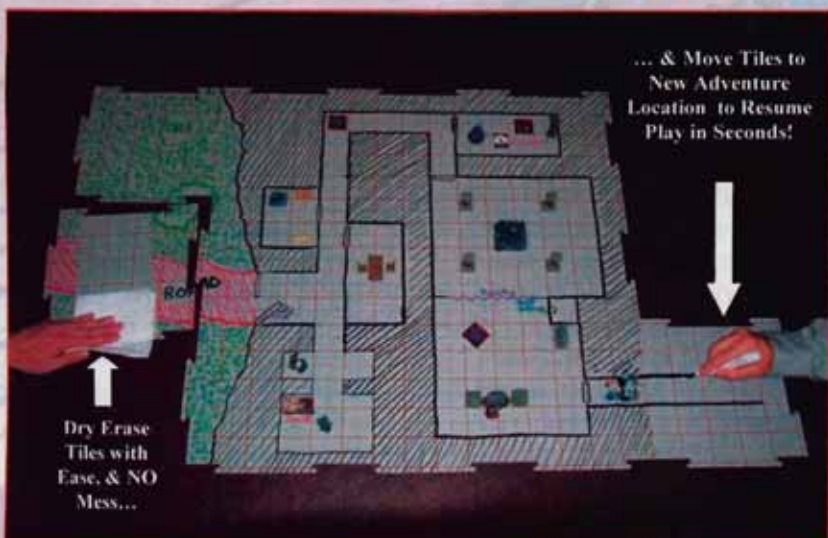 ... & Move Tiles to
New Adventure
Location to Resume
Play in Seconds!
ROAD
Dry Erase
Tiles with
Ease, & NO
Mess...